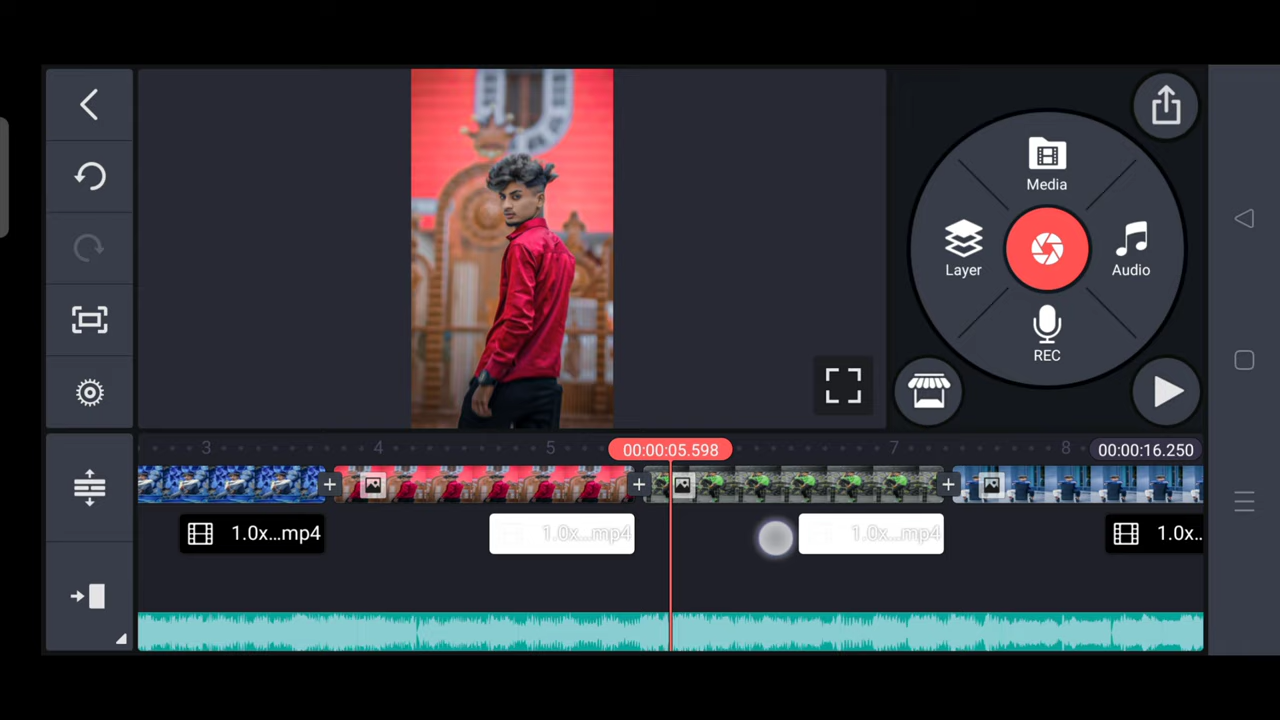 Media
Layer
Audio
REC
3
4
5
00:00:05.598
7
8
00:00:16.250
1.0x...mp4
1.0x...mp4
1.0x...mp4
1.0x..